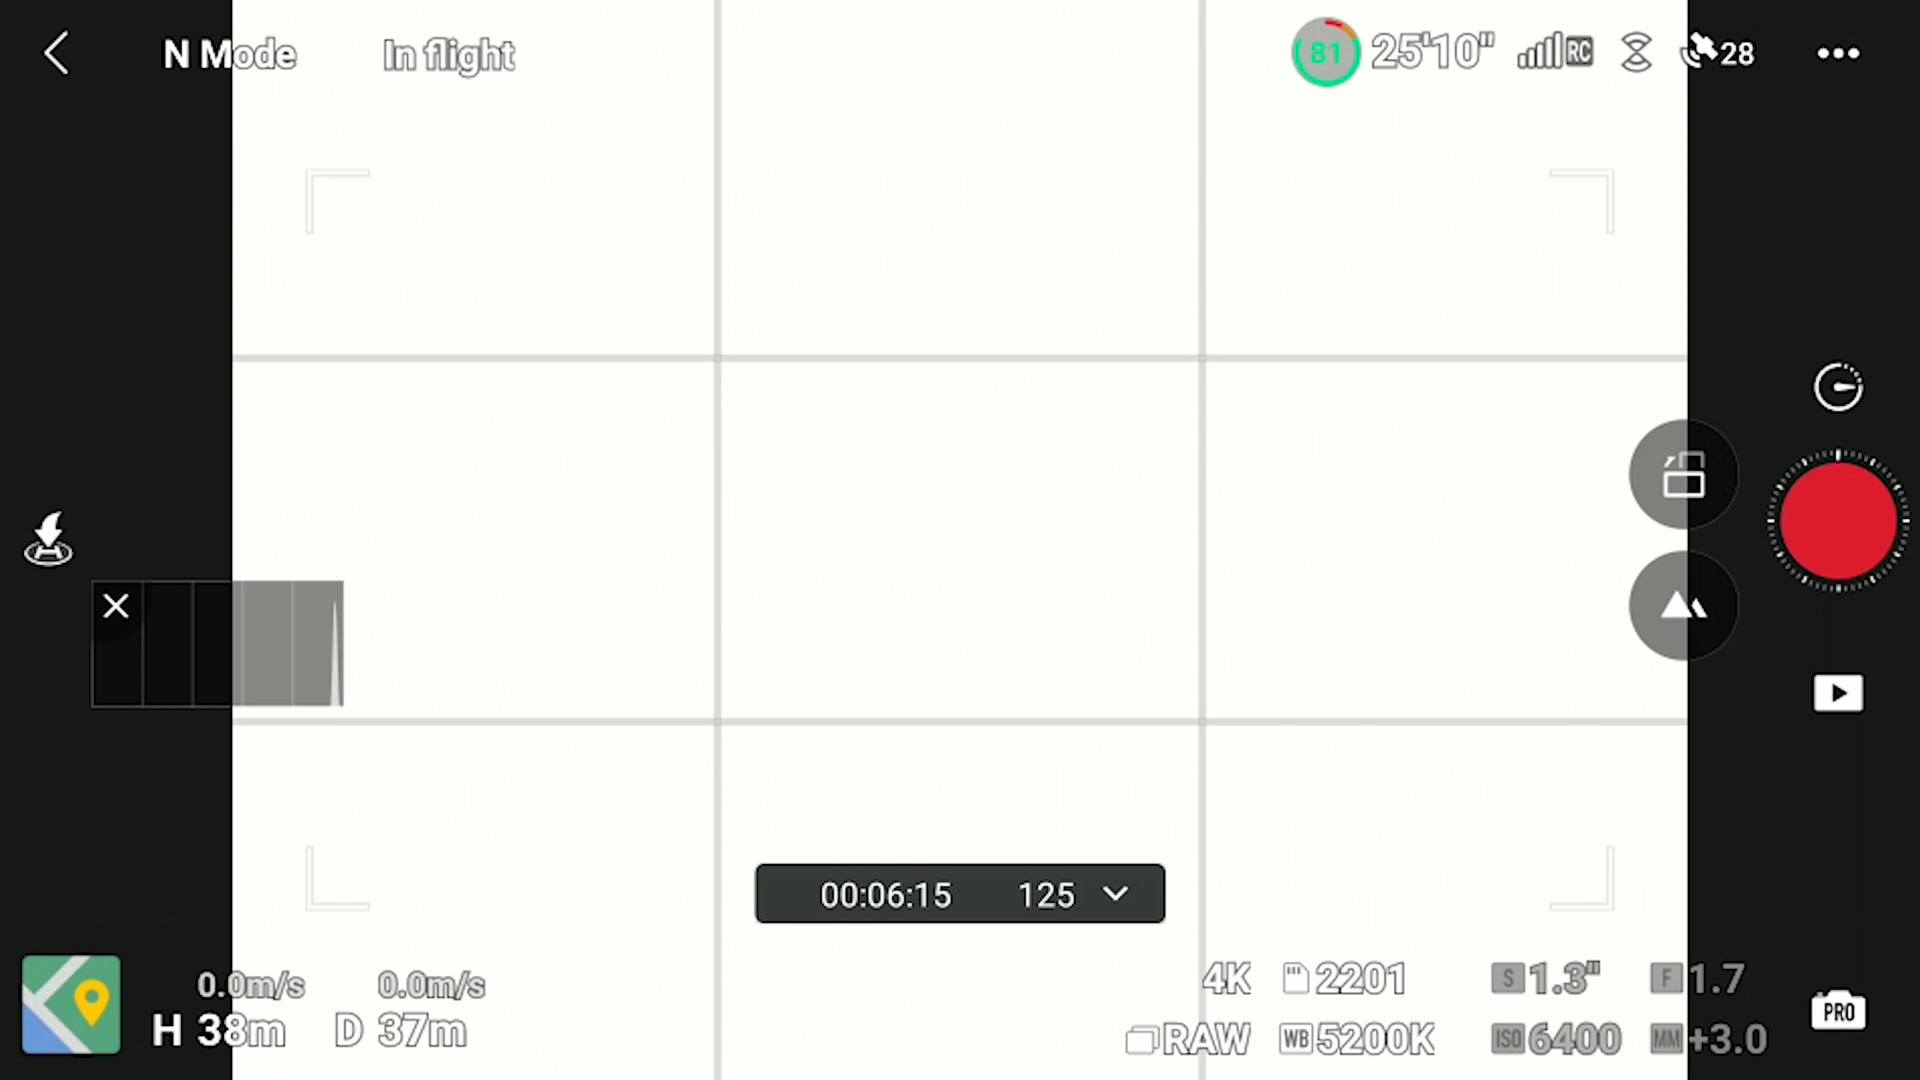 N Mode In flight 81 25'10" RC 28
00:06:15 125
0.0m/s 0.0m/s 4K 2201 S 1.3" F 1.7
H 38m D 37m RAW WB 5200K ISO 6400 MM +3.0 PRO